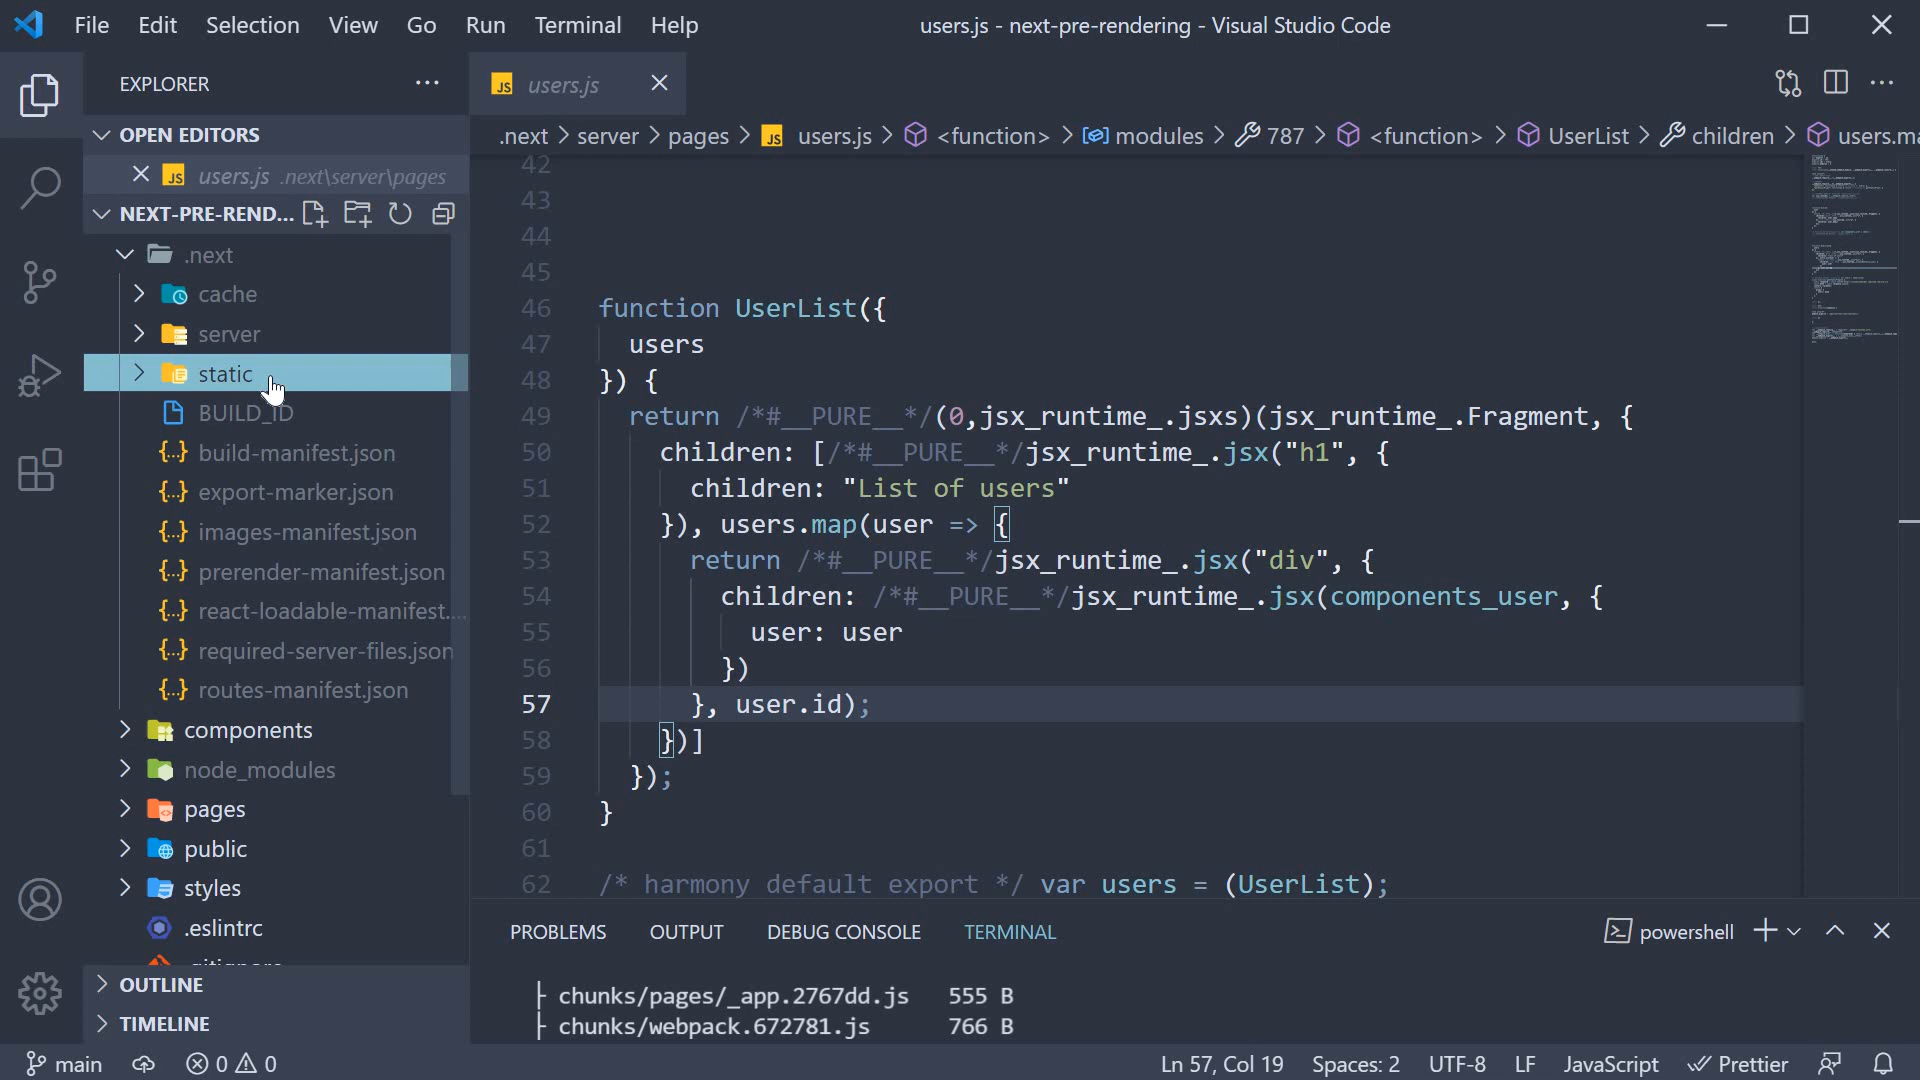 File Edit Selection View Go Run Terminal Help users.js - next-pre-rendering - Visual Studio Code
EXPLORER
OPEN EDITORS
JS users.js .next\server\pages
NEXT-PRE-REND...
.next
cache
server
static
BUILD_ID
{..} build-manifest.json
{..} export-marker.json
{..} images-manifest.json
{..} prerender-manifest.json
{..} react-loadable-manifest....
{..} required-server-files.json
{..} routes-manifest.json
components
node_modules
pages
public
styles
.eslintrc
OUTLINE
TIMELINE
JS users.js
.next > server > pages > JS users.js > <function> > modules > 787 > <function> > UserList > children > users.ma
42
43
44
45
46 function UserList({
47 users
48 }) {
49 return /*#__PURE__*/(0,jsx_runtime_.jsxs)(jsx_runtime_.Fragment, {
50 children: [/*#__PURE__*/jsx_runtime_.jsx("h1", {
51 children: "List of users"
52 }), users.map(user => {
53 return /*#__PURE__*/jsx_runtime_.jsx("div", {
54 children: /*#__PURE__*/jsx_runtime_.jsx(components_user, {
55 user: user
56 })
57 }, user.id);
58 })]
59 });
60 }
61
62 /* harmony default export */ var users = (UserList);
PROBLEMS OUTPUT DEBUG CONSOLE TERMINAL powershell
├ chunks/pages/_app.2767dd.js 555 B
├ chunks/webpack.672781.js 766 B
main 0 0 Ln 57, Col 19 Spaces: 2 UTF-8 LF JavaScript Prettier